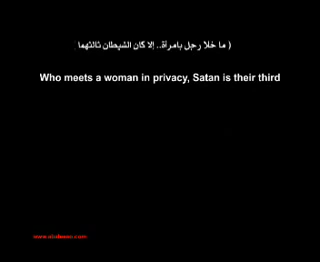 ( ما خلا رجل بامرأة.. إلا كان الشيطان ثالثهما
Who meets a woman in privacy, Satan is their third